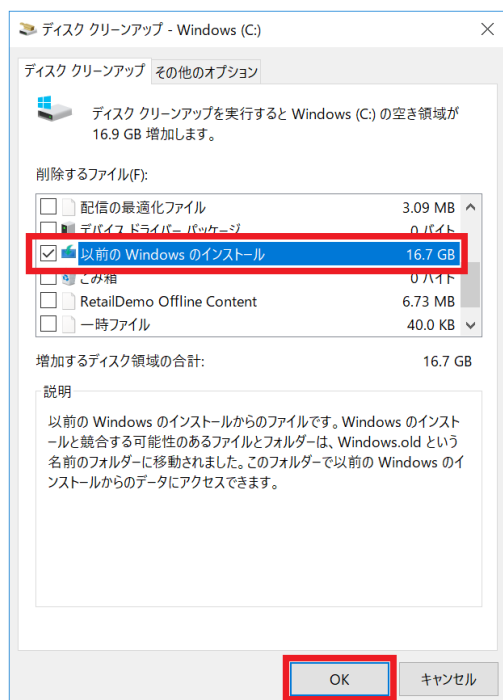 ディスク クリーンアップ - Windows (C:)
ディスク クリーンアップ
その他のオプション
ディスク クリーンアップを実行すると Windows (C:) の空き領域が
16.9 GB 増加します。
削除するファイル(F):
配信の最適化ファイル 3.09 MB
デバイス ドライバー パッケージ 0 バイト
以前の Windows のインストール 16.7 GB
ごみ箱 0 バイト
RetailDemo Offline Content 6.73 MB
一時ファイル 40.0 KB
増加するディスク領域の合計: 16.7 GB
説明
以前の Windows のインストールからのファイルです。Windows のインスト
ールと競合する可能性のあるファイルとフォルダーは、Windows.old という
名前のフォルダーに移動されました。このフォルダーで以前の Windows のイ
ンストールからのデータにアクセスできます。
OK
キャンセル